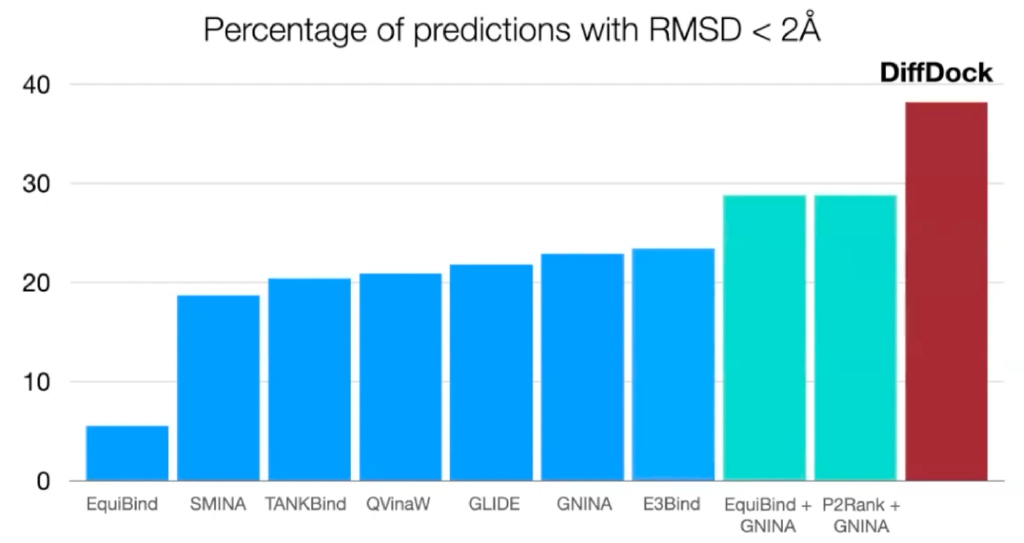 Percentage of predictions with RMSD < 2Å
DiffDock
40
30
20
10
0
EquiBind
SMINA
TANKBind
QVinaW
GLIDE
GNINA
E3Bind
EquiBind +
GNINA
P2Rank +
GNINA